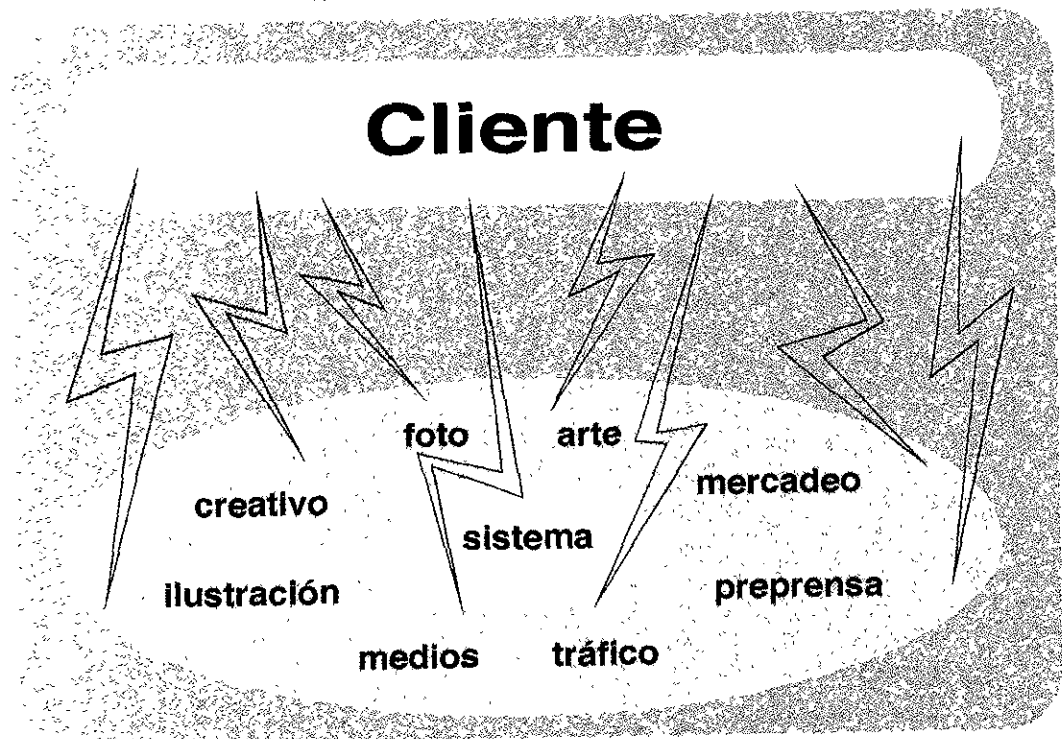 Cliente
foto arte
mercadeo
creativo
sistema
ilustración
preprensa
medios tráfico